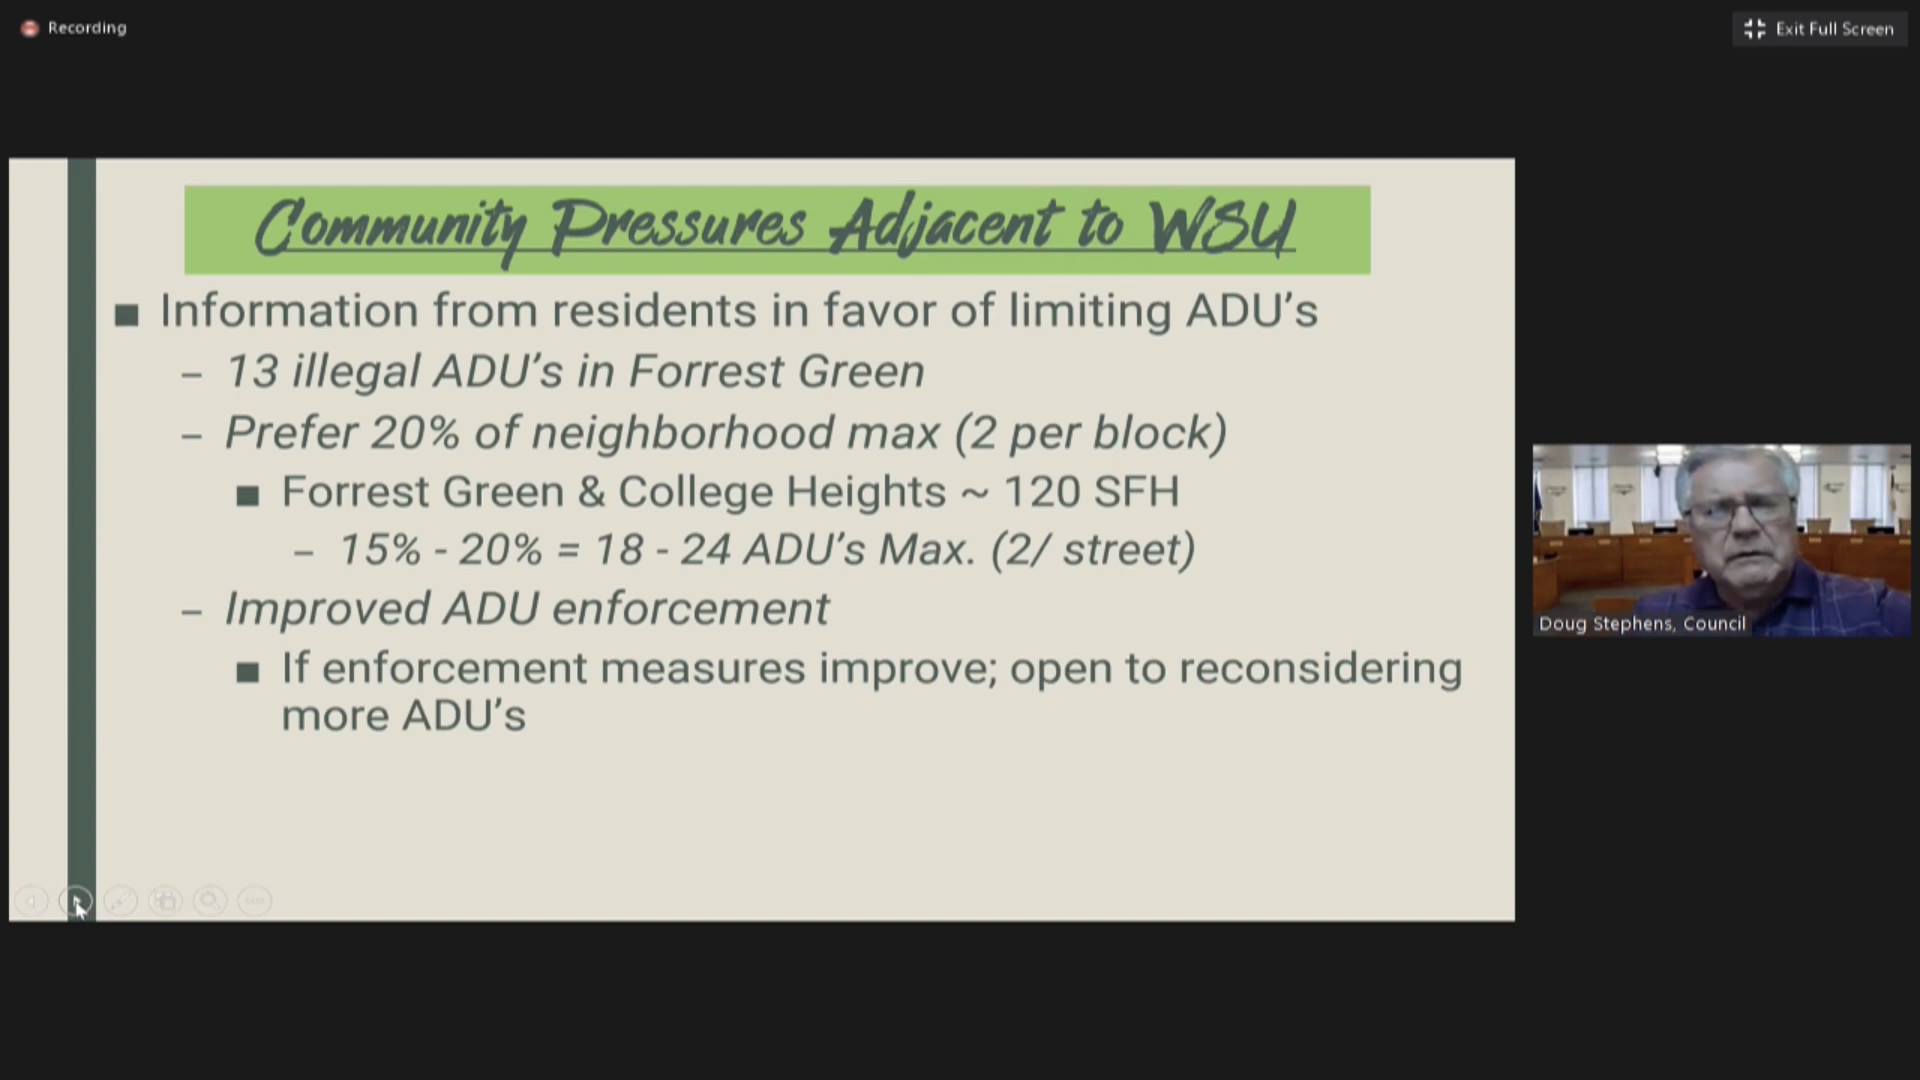 Recording
Exit Full Screen
Community Pressures Adjacent to WSU
■ Information from residents in favor of limiting ADU’s
– 13 illegal ADU’s in Forrest Green
– Prefer 20% of neighborhood max (2 per block)
■ Forrest Green & College Heights ~ 120 SFH
– 15% - 20% = 18 - 24 ADU’s Max. (2/ street)
– Improved ADU enforcement
■ If enforcement measures improve; open to reconsidering
more ADU’s
Doug Stephens, Council